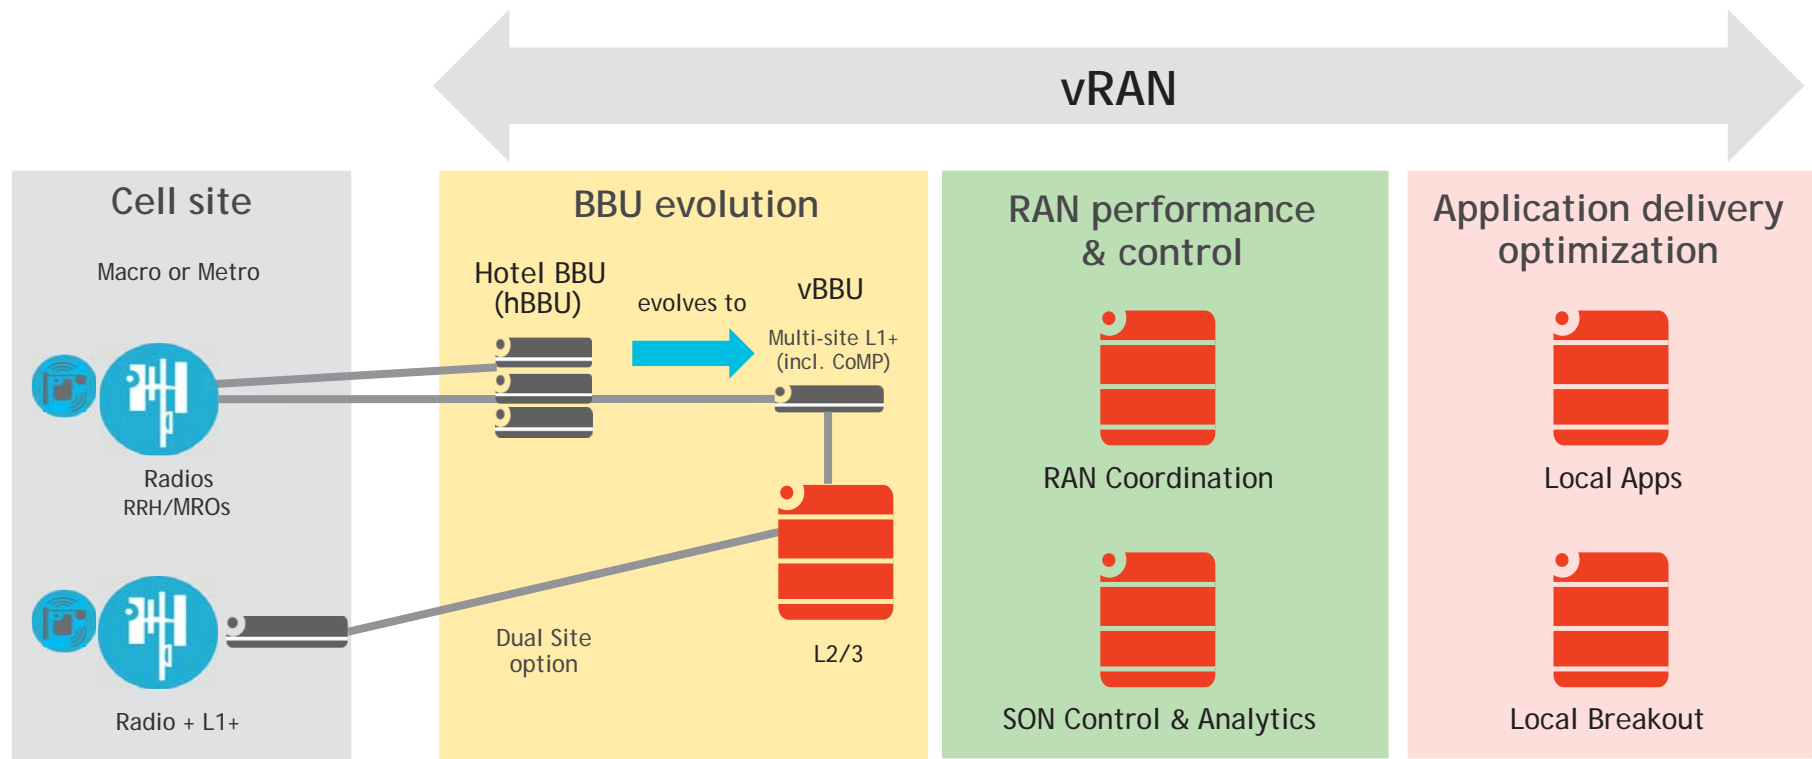 vRAN
Cell site
Macro or Metro
Radios
RRH/MROs
Radio + L1+
BBU evolution
Hotel BBU
(hBBU)
evolves to
vBBU
Multi-site L1+
(incl. CoMP)
Dual Site
option
L2/3
RAN performance
& control
RAN Coordination
SON Control & Analytics
Application delivery
optimization
Local Apps
Local Breakout